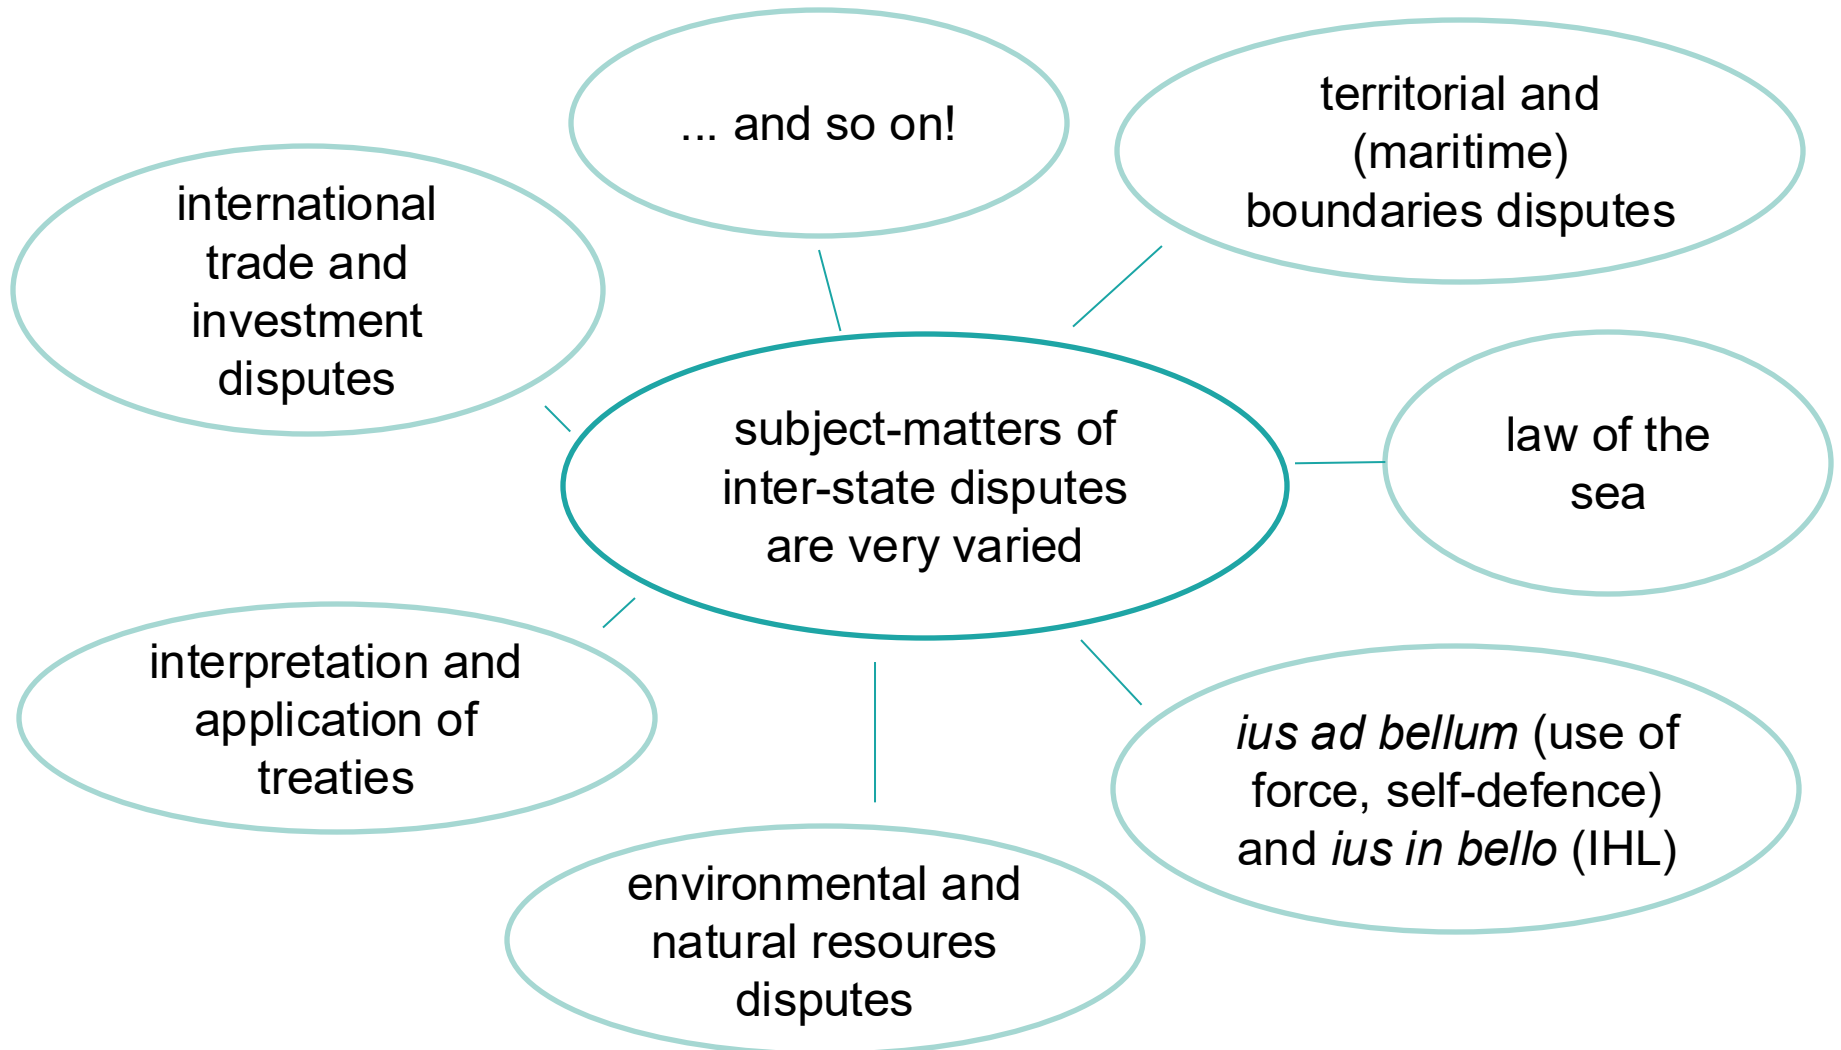 ... and so on!
territorial and
(maritime)
boundaries disputes
international
trade and
investment
disputes
subject-matters of
inter-state disputes
are very varied
law of the
sea
interpretation and
application of
treaties
ius ad bellum (use of
force, self-defence)
and ius in bello (IHL)
environmental and
natural resoures
disputes